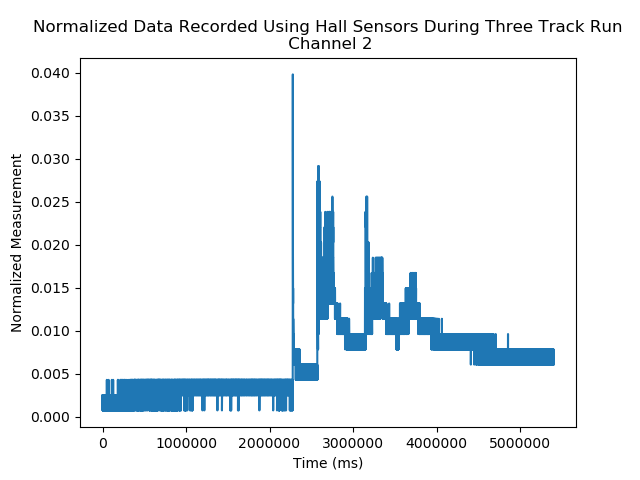 Normalized Data Recorded Using Hall Sensors During Three Track Run
Channel 2
Normalized Measurement
0.040
0.035
0.030
0.025
0.020
0.015
0.010
0.005
0.000
0 1000000 2000000 3000000 4000000 5000000
Time (ms)